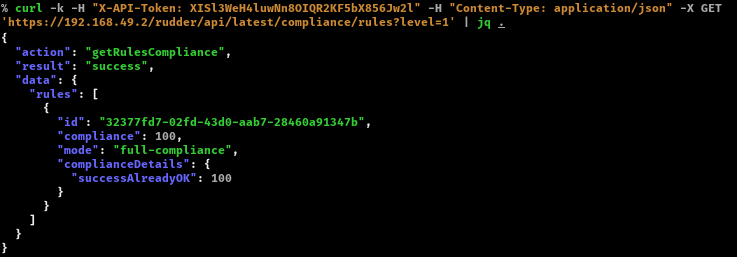 % curl -k -H "X-API-Token: XISl3WeH4luwNn8OIQR2KF5bX856Jw2l" -H "Content-Type: application/json" -X GET
'https://192.168.49.2/rudder/api/latest/compliance/rules?level=1' | jq .
{
  "action": "getRulesCompliance",
  "result": "success",
  "data": {
    "rules": [
      {
        "id": "32377fd7-02fd-43d0-aab7-28460a91347b",
        "compliance": 100,
        "mode": "full-compliance",
        "complianceDetails": {
          "successAlreadyOK": 100
        }
      }
    ]
  }
}